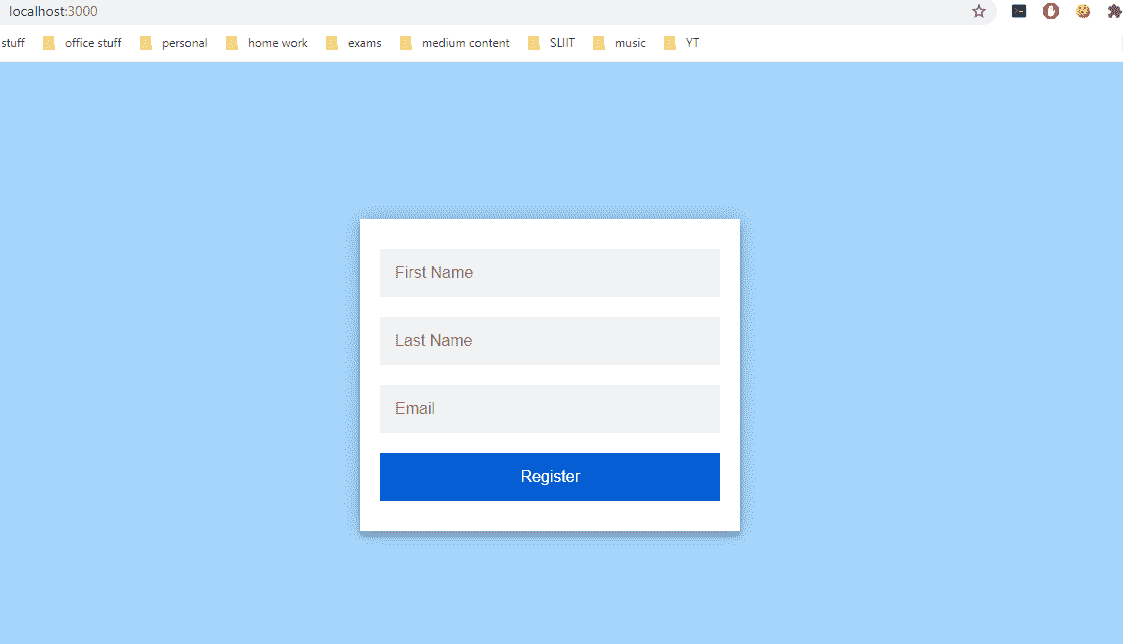 localhost:3000
stuff office stuff personal home work exams medium content SLIIT music YT
First Name
Last Name
Email
Register